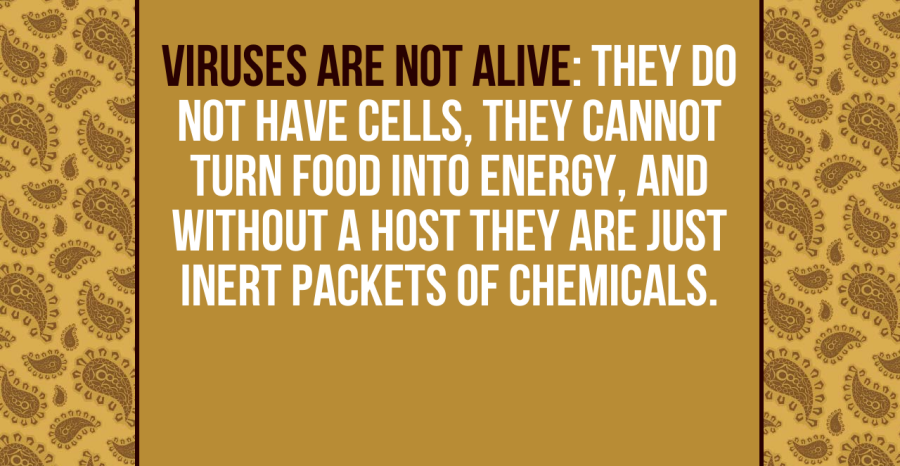 VIRUSES ARE NOT ALIVE: THEY DO
NOT HAVE CELLS, THEY CANNOT
TURN FOOD INTO ENERGY, AND
WITHOUT A HOST THEY ARE JUST
INERT PACKETS OF CHEMICALS.